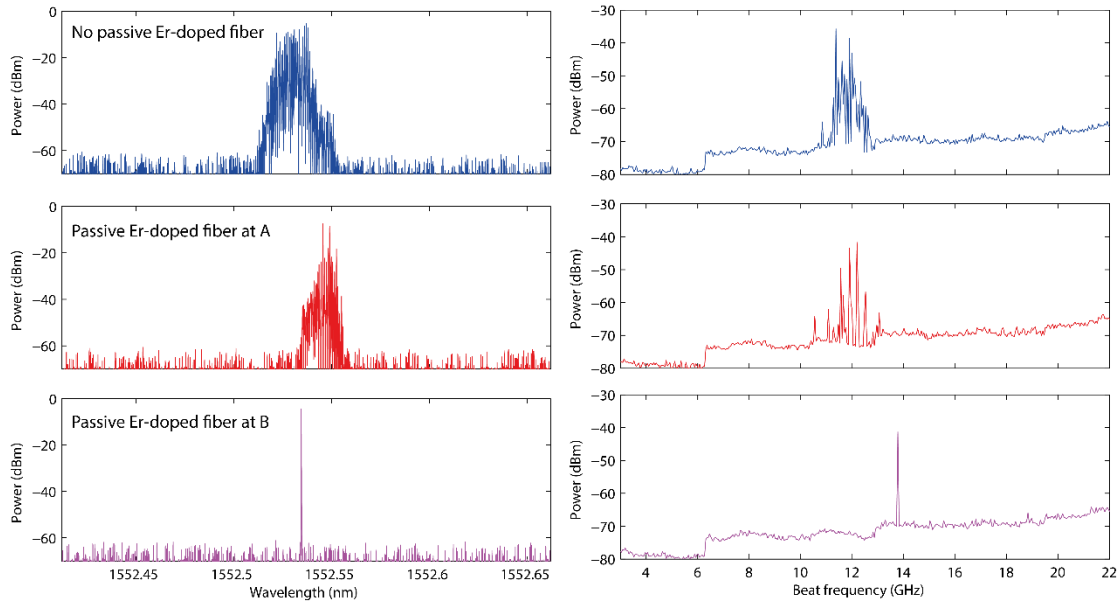 0
−20
−40
−60
Power (dBm)
No passive Er-doped fiber
−30
−40
−50
−60
−70
−80
Power (dBm)
0
−20
−40
−60
Power (dBm)
Passive Er-doped fiber at A
−30
−40
−50
−60
−70
−80
Power (dBm)
0
−20
−40
−60
Power (dBm)
Passive Er-doped fiber at B
1552.45 1552.5 1552.55 1552.6 1552.65
Wavelength (nm)
−30
−40
−50
−60
−70
−80
Power (dBm)
4 6 8 10 12 14 16 18 20 22
Beat frequency (GHz)